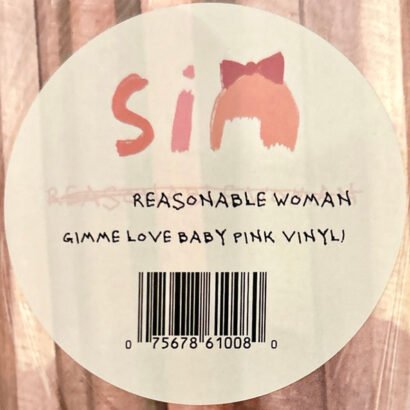 sia
REASONABLE WOMAN
GIMME LOVE BABY PINK VINYL)
0 75678 61008 0